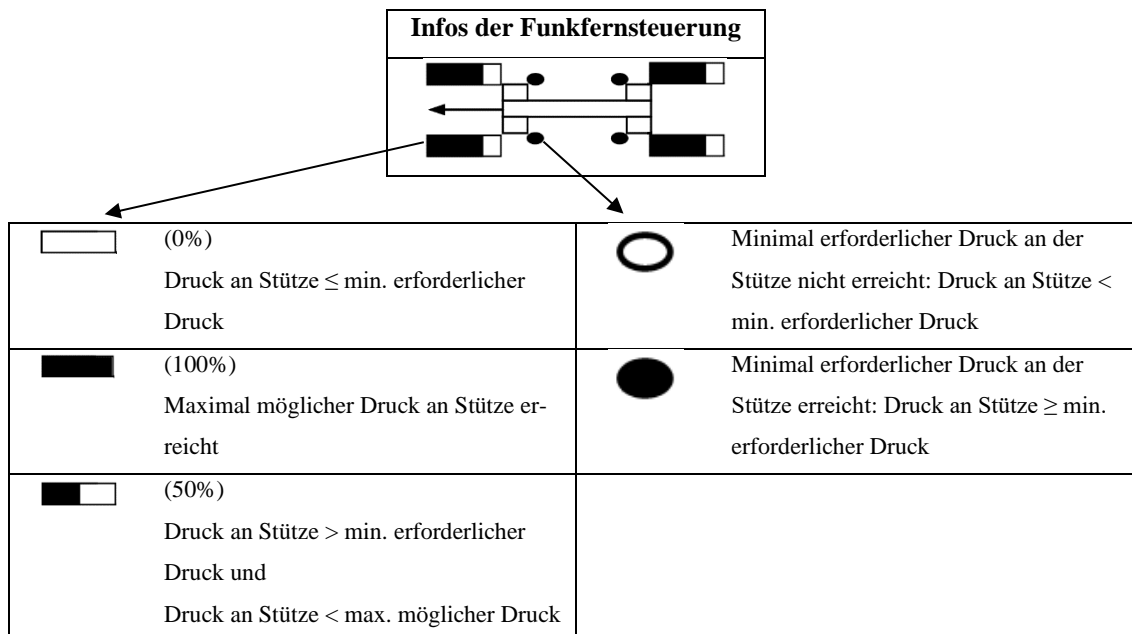 Infos der Funkfernsteuerung
(0%)
Druck an Stütze ≤ min. erforderlicher
Druck
Minimal erforderlicher Druck an der
Stütze nicht erreicht: Druck an Stütze <
min. erforderlicher Druck
(100%)
Maximal möglicher Druck an Stütze er-
reicht
Minimal erforderlicher Druck an der
Stütze erreicht: Druck an Stütze ≥ min.
erforderlicher Druck
(50%)
Druck an Stütze > min. erforderlicher
Druck und
Druck an Stütze < max. möglicher Druck